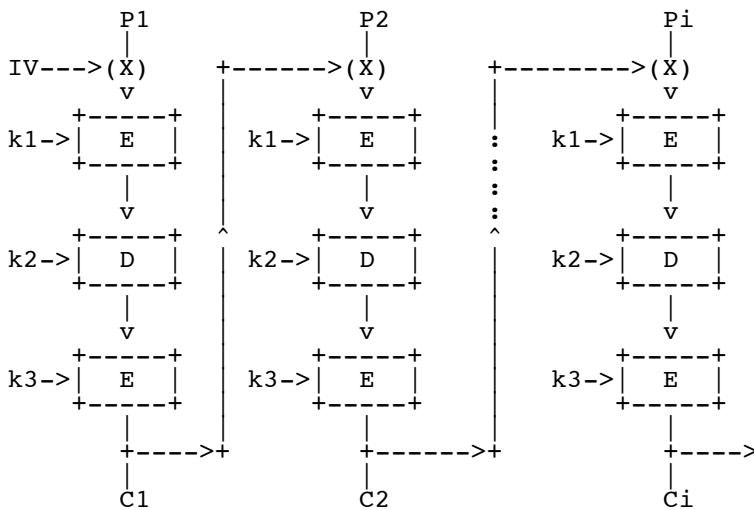 P1 P2 Pi
| | |
IV--->(X) +------>(X) +-------->(X)
v | v | v
+-----+ | +-----+ | +-----+
k1->| E | | k1->| E | : k1->| E |
+-----+ | +-----+ : +-----+
| | | : |
v | v : v
+-----+ ^ +-----+ ^ +-----+
k2->| D | | k2->| D | | k2->| D |
+-----+ | +-----+ | +-----+
| | | | |
v | v | v
+-----+ | +-----+ | +-----+
k3->| E | | k3->| E | | k3->| E |
+-----+ | +-----+ | +-----+
| | | | |
+---->+ +------>+ +---->
| | |
C1 C2 Ci